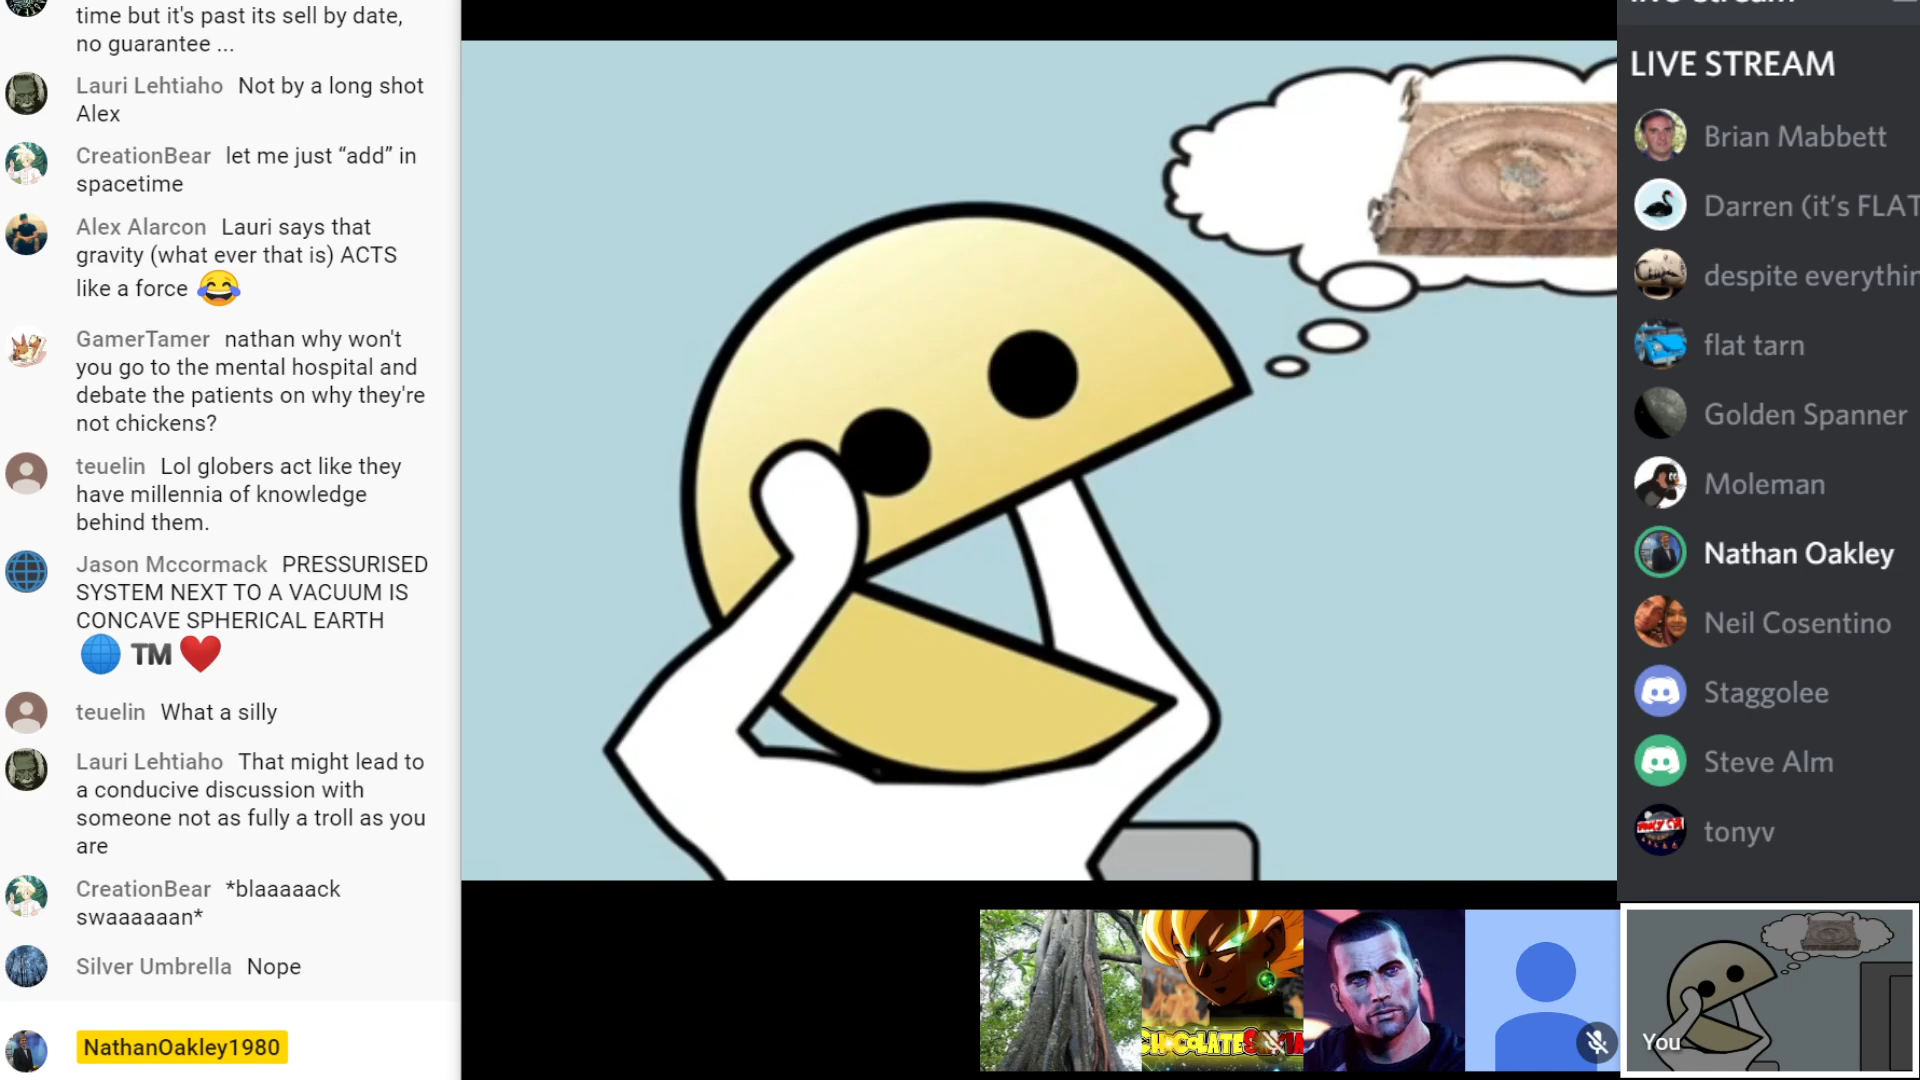 time but it's past its sell by date,
no guarantee ...
Lauri Lehtiaho Not by a long shot
Alex
CreationBear let me just “add” in
spacetime
Alex Alarcon Lauri says that
gravity (what ever that is) ACTS
like a force 😂
GamerTamer nathan why won't
you go to the mental hospital and
debate the patients on why they're
not chickens?
teuelin Lol globers act like they
have millennia of knowledge
behind them.
Jason Mccormack PRESSURISED
SYSTEM NEXT TO A VACUUM IS
CONCAVE SPHERICAL EARTH
🌐 ™️ ❤️
teuelin What a silly
Lauri Lehtiaho That might lead to
a conducive discussion with
someone not as fully a troll as you
are
CreationBear *blaaaaack
swaaaaaan*
Silver Umbrella Nope
NathanOakley1980
LIVE STREAM
Brian Mabbett
Darren (it's FLAT
despite everythin
flat tarn
Golden Spanner
Moleman
Nathan Oakley
Neil Cosentino
Staggolee
Steve Alm
tonyv
CHOCOLATE
You